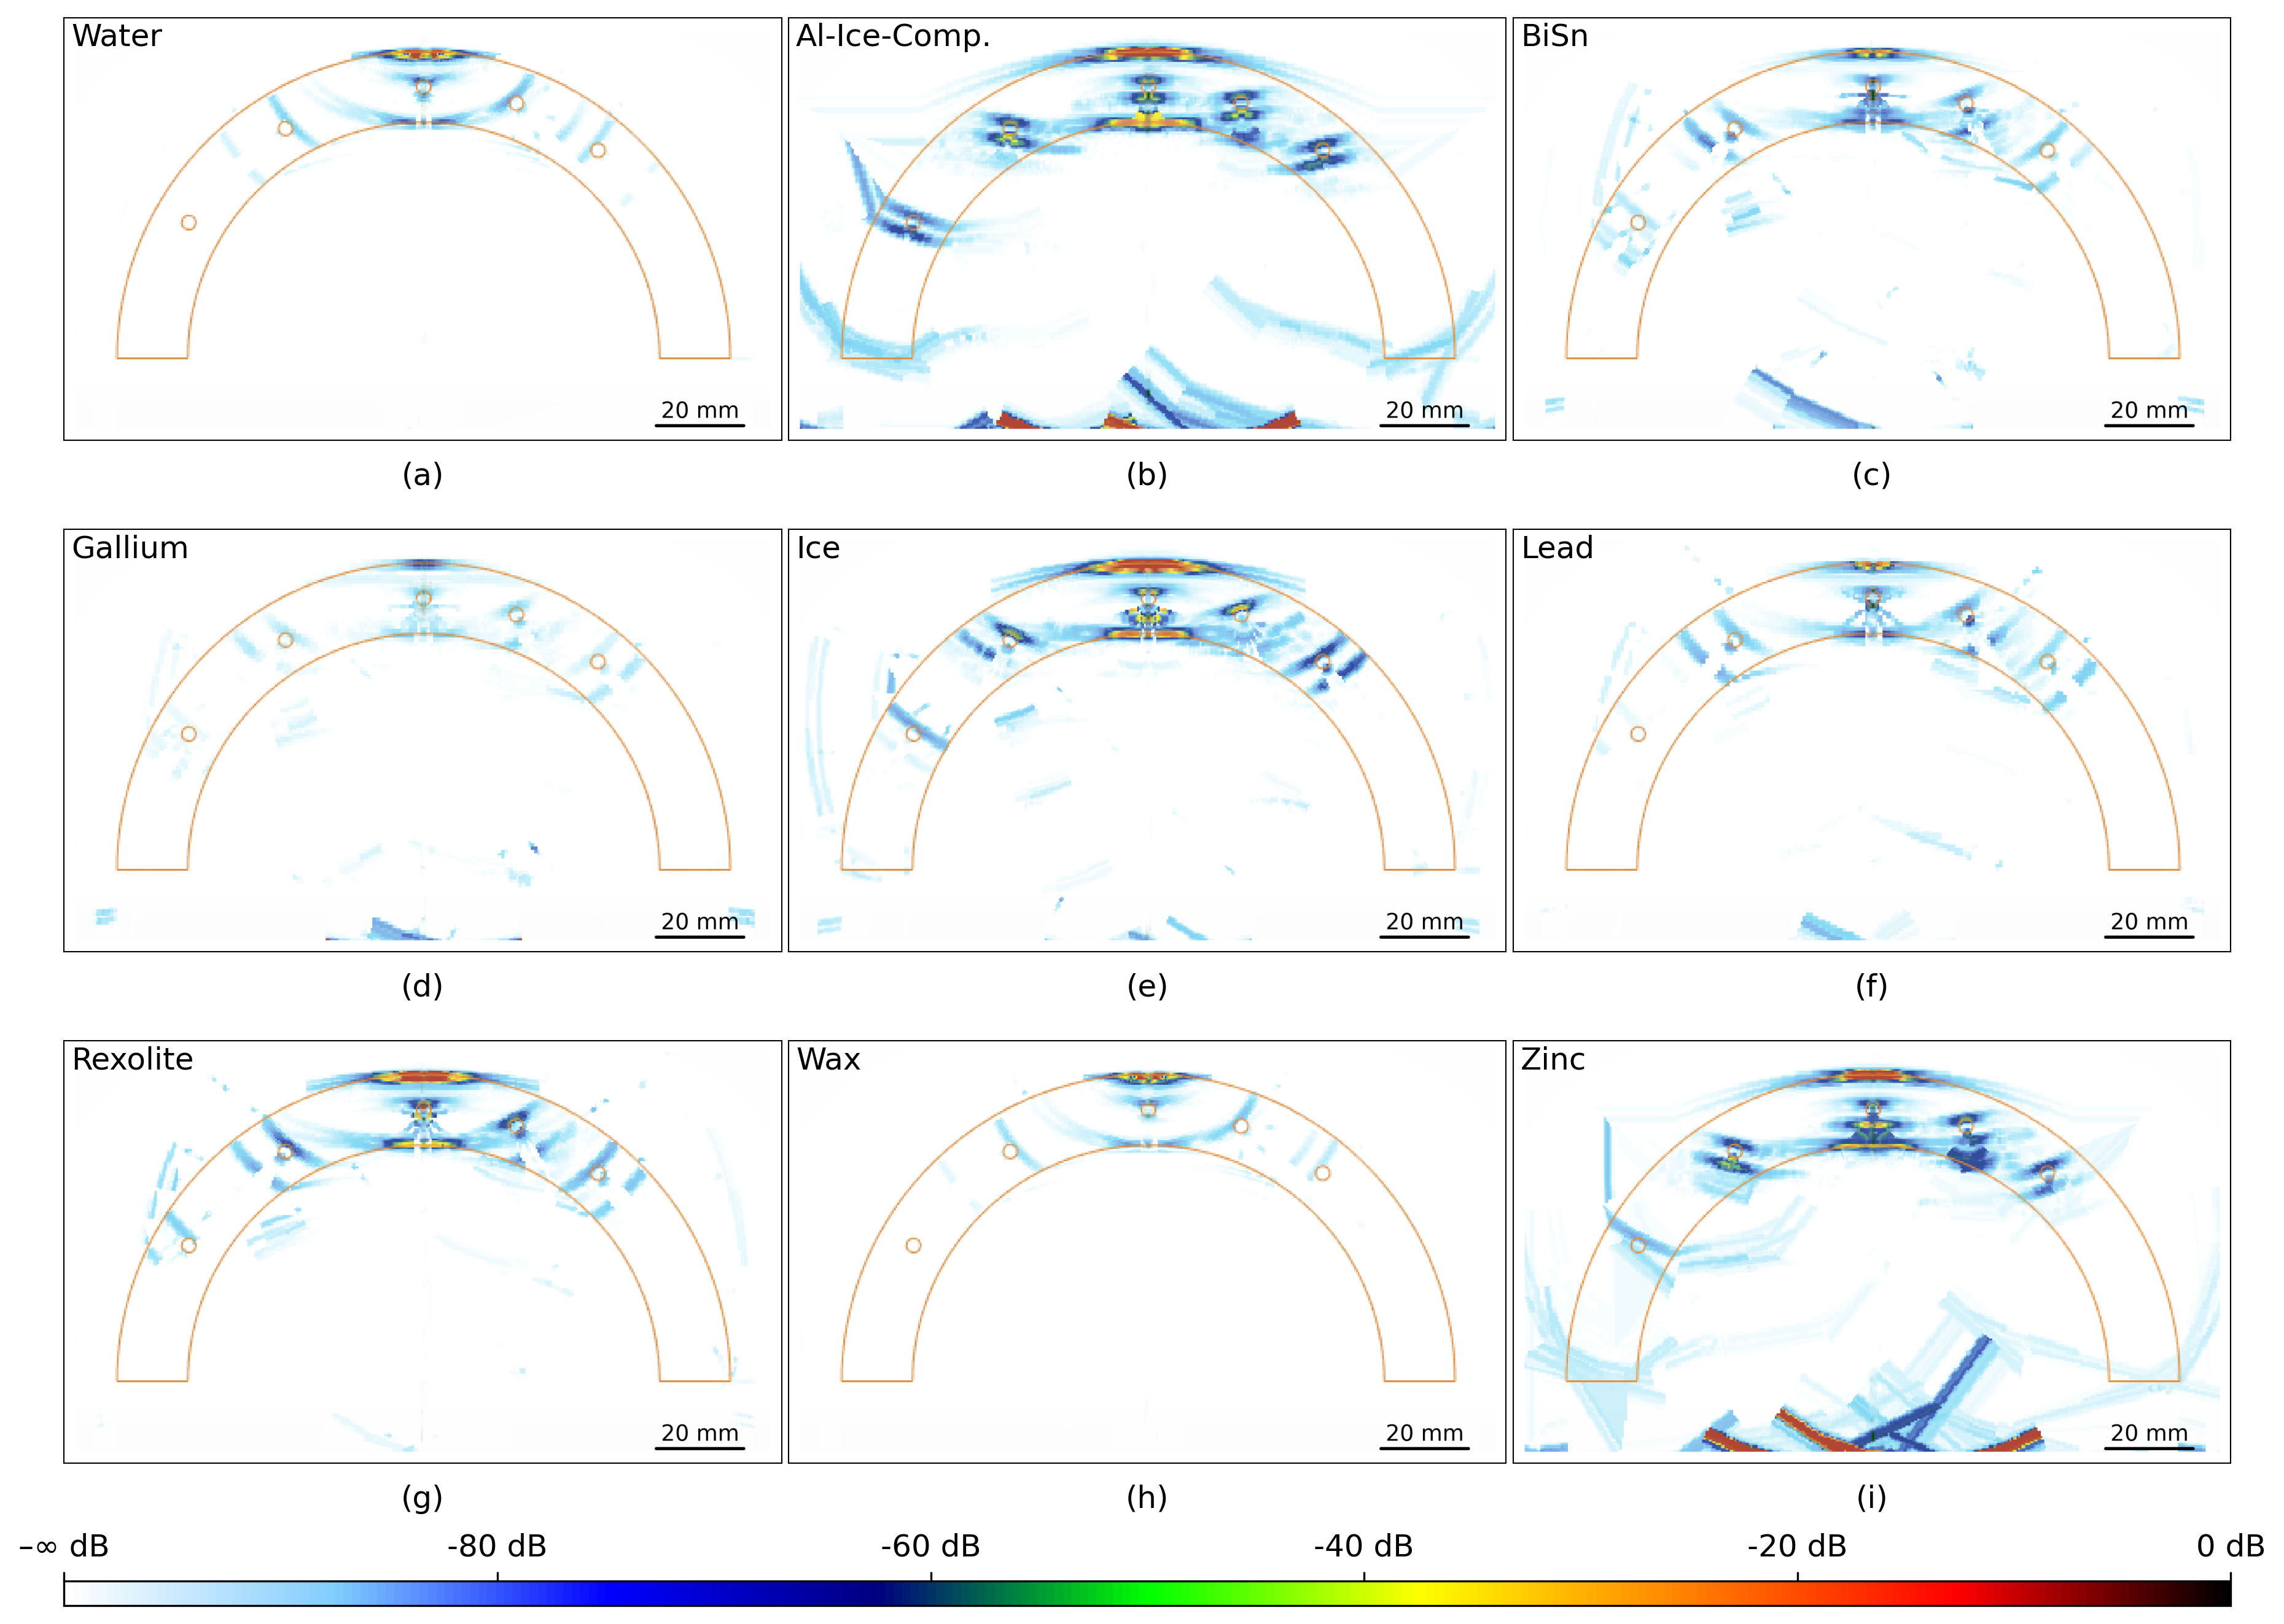 Water
20 mm
(a)
Al-Ice-Comp.
20 mm
(b)
BiSn
20 mm
(c)
Gallium
20 mm
(d)
Ice
20 mm
(e)
Lead
20 mm
(f)
Rexolite
20 mm
(g)
Wax
20 mm
(h)
Zinc
20 mm
(i)
–∞ dB
-80 dB
-60 dB
-40 dB
-20 dB
0 dB